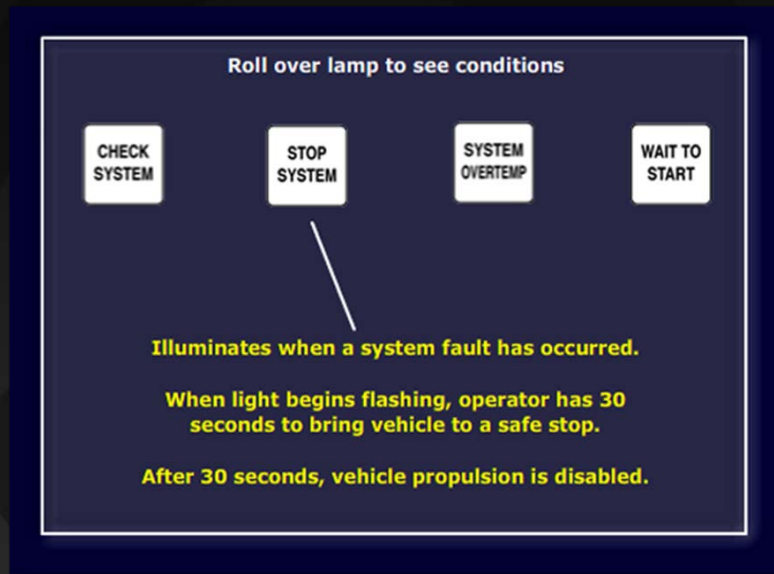 Roll over lamp to see conditions
CHECK
SYSTEM
STOP
SYSTEM
SYSTEM
OVERTEMP
WAIT TO
START
Illuminates when a system fault has occurred.
When light begins flashing, operator has 30
seconds to bring vehicle to a safe stop.
After 30 seconds, vehicle propulsion is disabled.